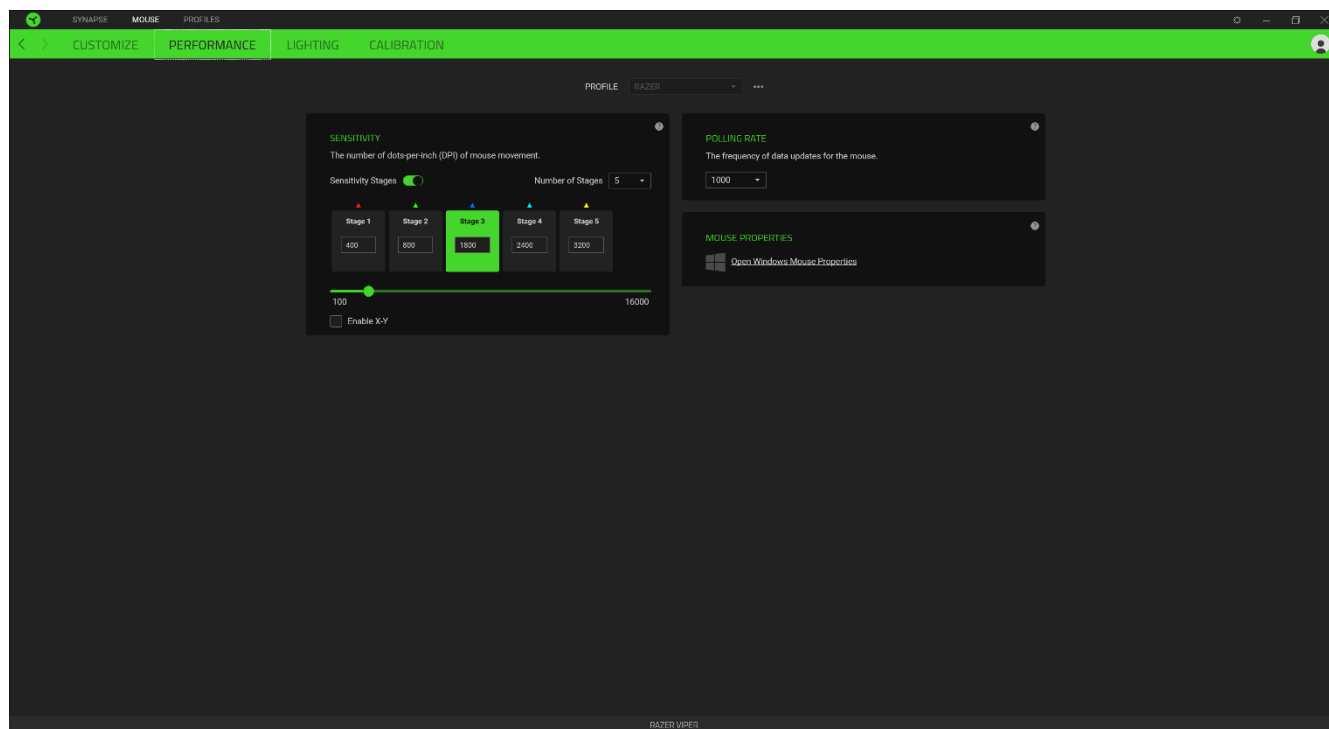 SYNAPSE MOUSE PROFILES
CUSTOMIZE PERFORMANCE LIGHTING CALIBRATION
PROFILE RAZER
SENSITIVITY
The number of dots-per-inch (DPI) of mouse movement.
Sensitivity Stages Number of Stages 5
Stage 1 Stage 2 Stage 3 Stage 4 Stage 5
400 800 1800 2400 3200
100 16000
Enable X-Y
POLLING RATE
The frequency of data updates for the mouse.
1000
MOUSE PROPERTIES
Open Windows Mouse Properties
RAZER VIPER